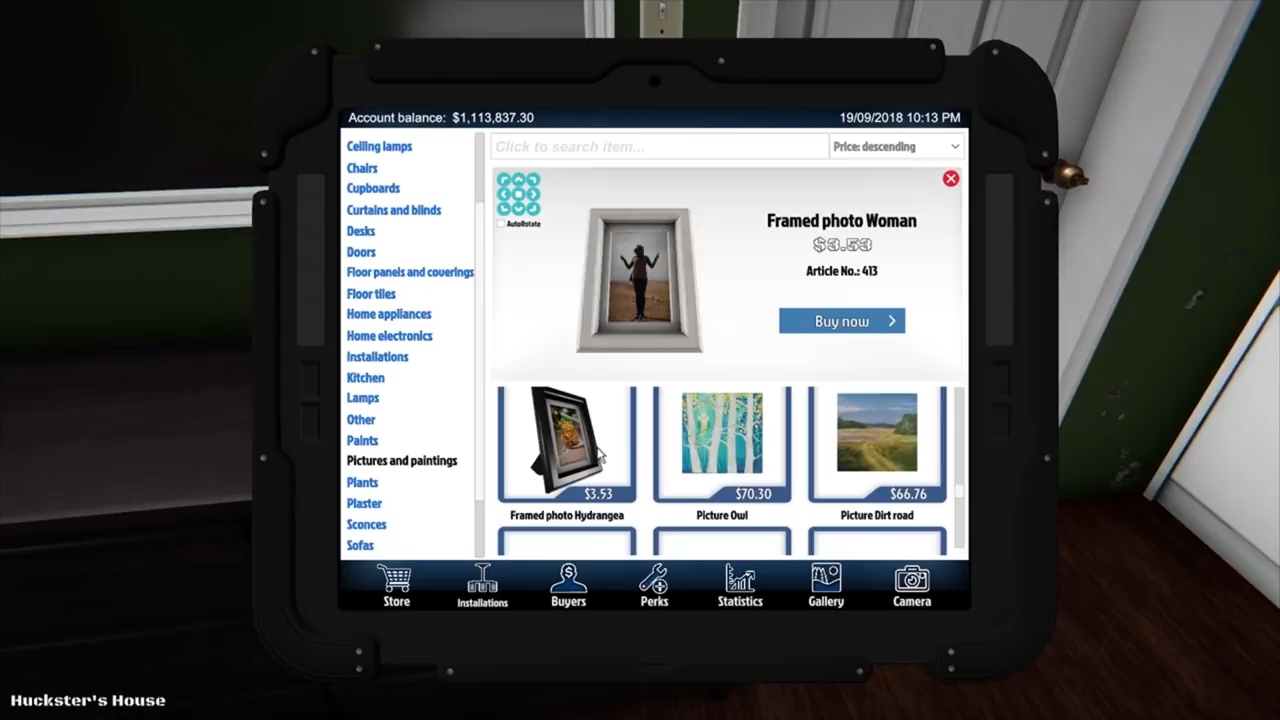 Account balance: $1,113,837.30
19/09/2018 10:13 PM
Ceiling lamps
Chairs
Cupboards
Curtains and blinds
Desks
Doors
Floor panels and coverings
Floor tiles
Home appliances
Home electronics
Installations
Kitchen
Lamps
Other
Paints
Pictures and paintings
Plants
Plaster
Sconces
Sofas
Click to search item...
Price: descending
AutoRotate
Framed photo Woman
$3.53
Article No.: 413
Buy now
$3.53
Framed photo Hydrangea
$70.30
Picture Owl
$66.76
Picture Dirt road
Store
Installations
Buyers
Perks
Statistics
Gallery
Camera
Huckster's House